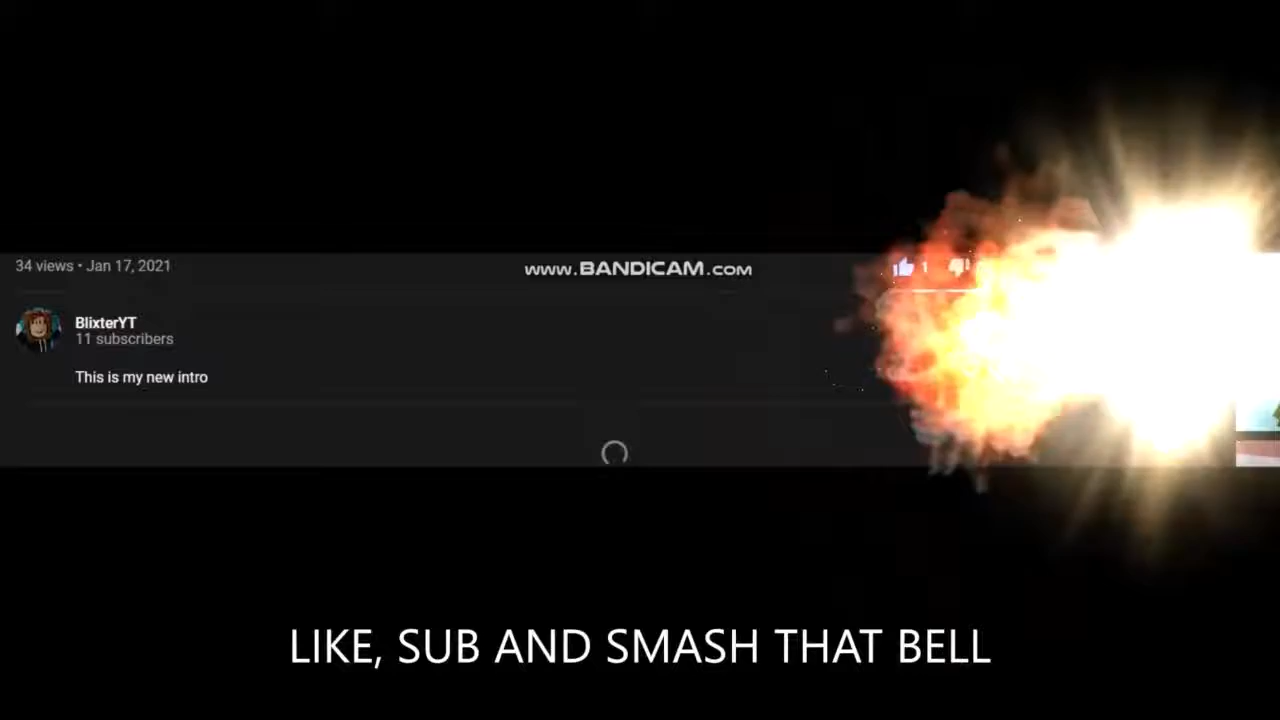 34 views • Jan 17, 2021
www.BANDICAM.com
1
BlixterYT
11 subscribers
This is my new intro
LIKE, SUB AND SMASH THAT BELL